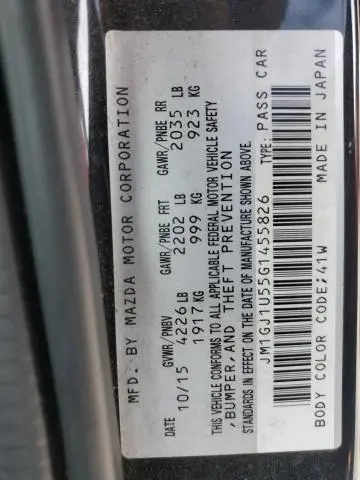 MFD. BY MAZDA MOTOR CORPORATION
GVWR/PNBV GAWR/PNBE FRT GAWR/PNBE RR
DATE 10/15 4226 LB 2202 LB 2035 LB
1917 KG 999 KG 923 KG
THIS VEHICLE CONFORMS TO ALL APPLICABLE FEDERAL MOTOR VEHICLE SAFETY
,BUMPER,AND THEFT PREVENTION
STANDARDS IN EFFECT ON THE DATE OF MANUFACTURE SHOWN ABOVE.
JM1GJ1U55G1455826 TYPE:PASS CAR
BODY COLOR CODE:41W MADE IN JAPAN